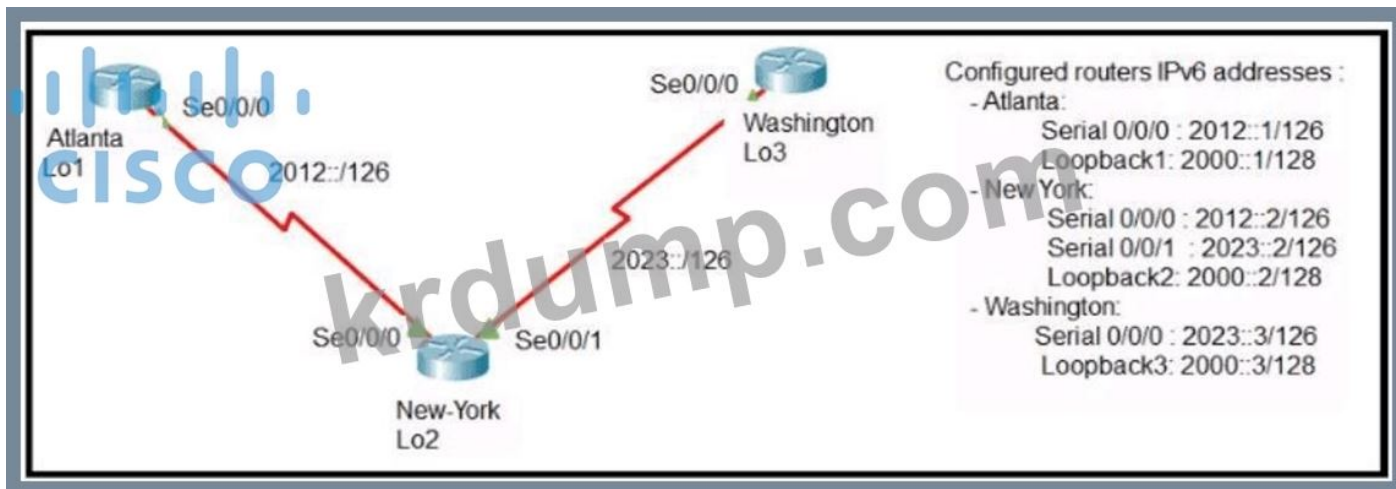 CISCO
Se0/0/0
Atlanta
Lo1
2012::/126
Se0/0/0
Washington
Lo3
2023::/126
Se0/0/0
Se0/0/1
New-York
Lo2
Configured routers IPv6 addresses :
- Atlanta:
Serial 0/0/0 : 2012::1/126
Loopback1: 2000::1/128
- New York:
Serial 0/0/0 : 2012::2/126
Serial 0/0/1 : 2023::2/126
Loopback2: 2000::2/128
- Washington:
Serial 0/0/0 : 2023::3/126
Loopback3: 2000::3/128
krdump.com